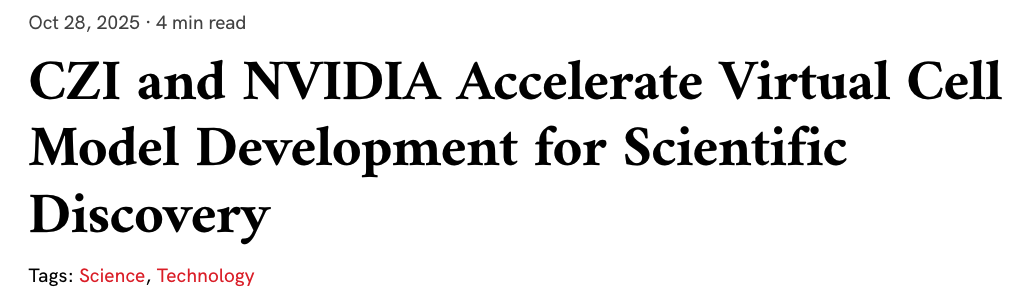 Oct 28, 2025 · 4 min read
CZI and NVIDIA Accelerate Virtual Cell
Model Development for Scientific
Discovery
Tags: Science, Technology